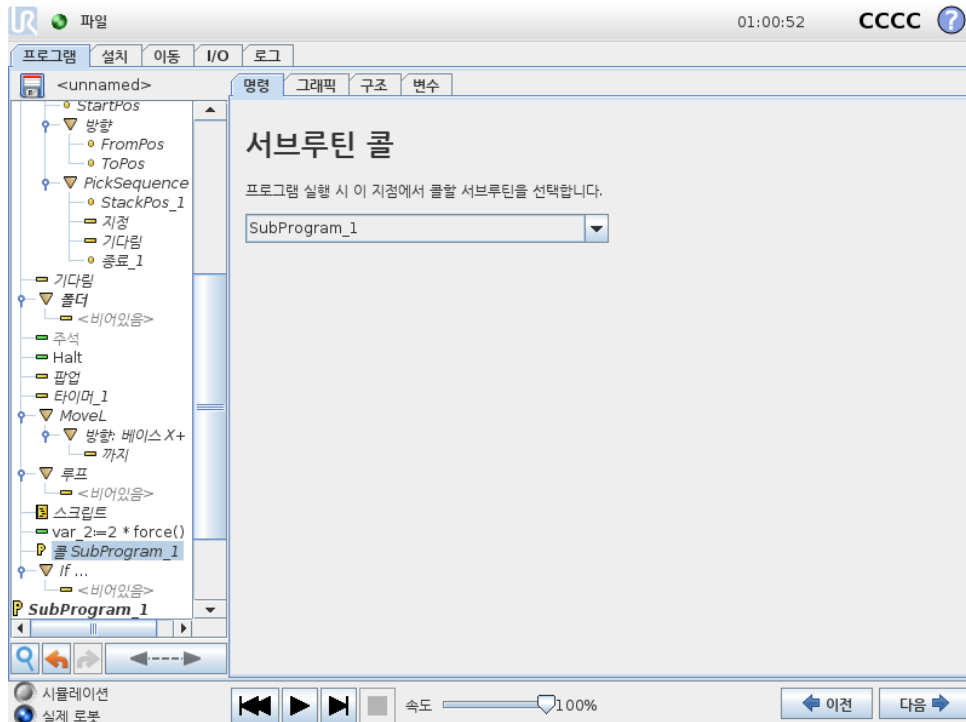 UR 파일 01:00:52 CCCC ?
프로그램 설치 이동 I/O 로그
<unnamed>
명령 그래픽 구조 변수
StartPos
방향
FromPos
ToPos
PickSequence
StackPos_1
지정
기다림
종료_1
기다림
폴더
<비어있음>
주석
Halt
팝업
타이머_1
MoveL
방향: 베이스 X+
까지
루프
<비어있음>
스크립트
var_2:=2 * force()
P 콜 SubProgram_1
If ...
<비어있음>
P SubProgram_1
서브루틴 콜
프로그램 실행 시 이 지점에서 콜할 서브루틴을 선택합니다.
SubProgram_1
시뮬레이션
실제 로봇
속도 100%
이전 다음